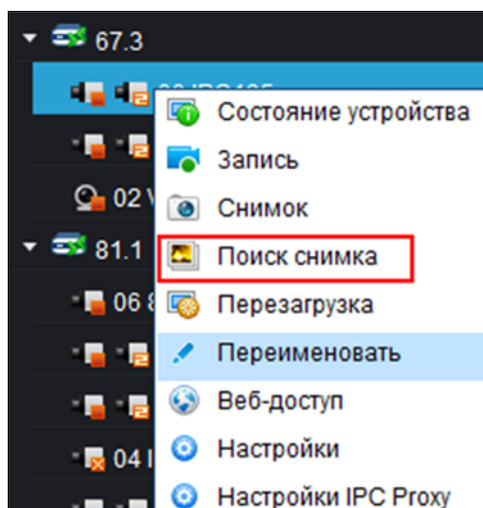 67.3
Состояние устройства
Запись
02
Снимок
81.1
Поиск снимка
06
Перезагрузка
Переименовать
Веб-доступ
04
Настройки
Настройки IPC Proxy